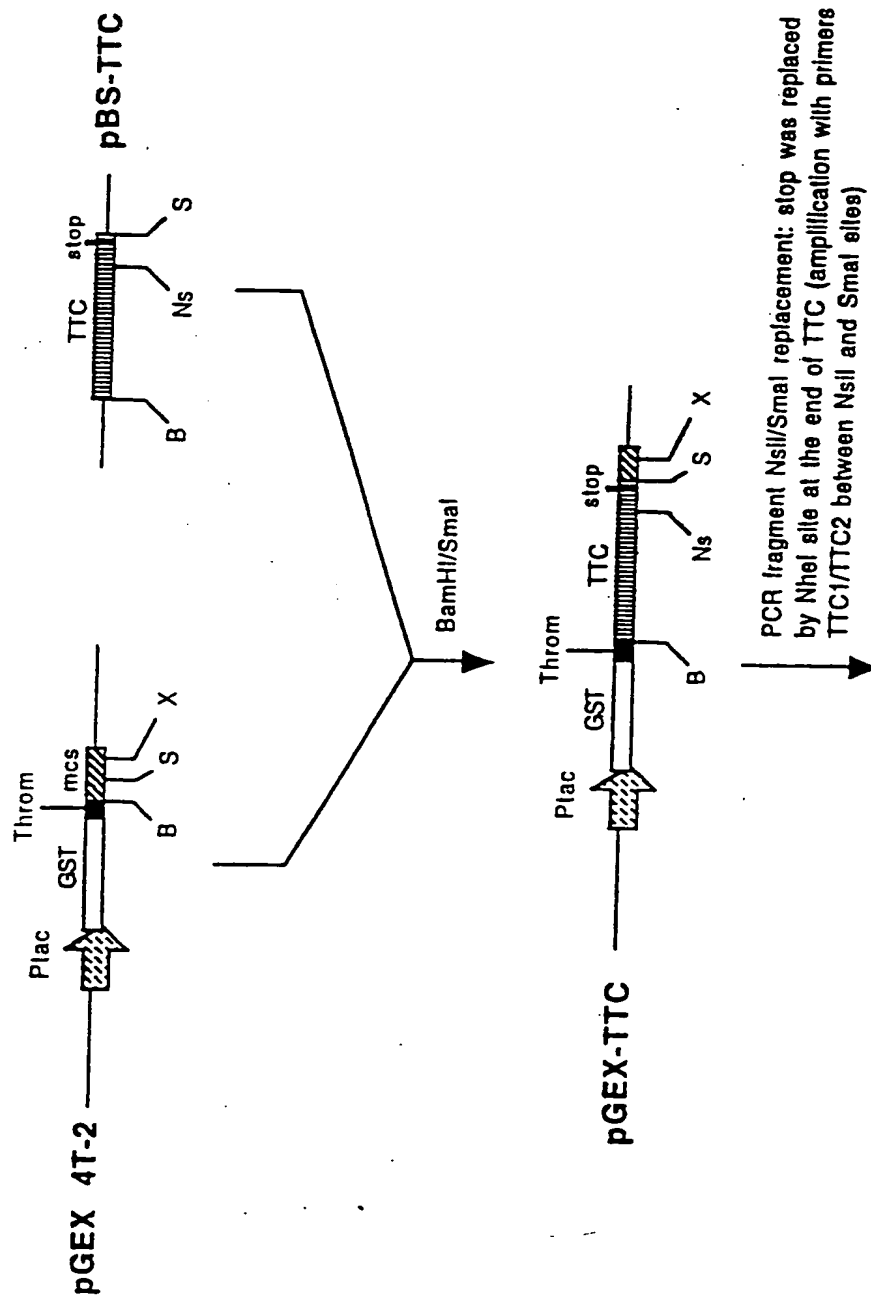 pGEX 4T-2
Plac
GST
Throm
mcs
B
S
X
pBS-TTC
TTC
stop
B
Ns
S
BamHI/SmaI
pGEX-TTC
Plac
GST
Throm
TTC
stop
B
Ns
S
X
PCR fragment NsiI/SmaI replacement: stop was replaced
by NheI site at the end of TTC (amplification with primers
TTC1/TTC2 between NsiI and SmaI sites)